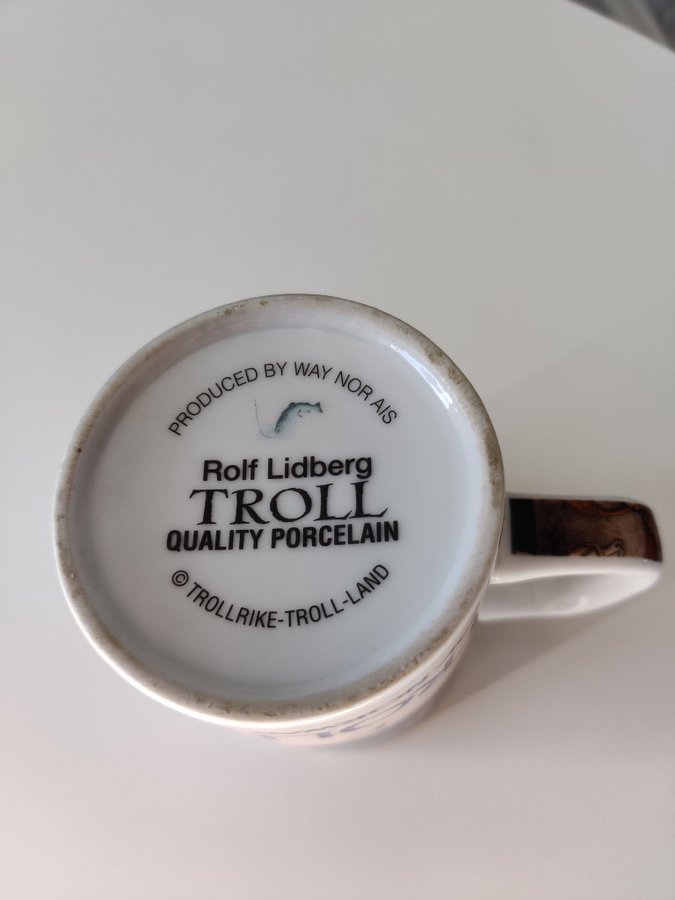 PRODUCED BY WAY NOR AIS
Rolf Lidberg
TROLL
QUALITY PORCELAIN
© TROLLRIKE-TROLL-LAND